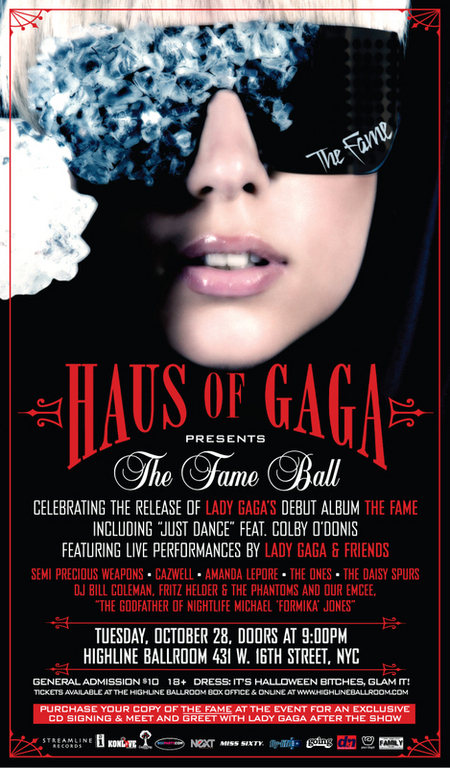 The Fame
HAUS OF GAGA
PRESENTS
The Fame Ball
CELEBRATING THE RELEASE OF LADY GAGA'S DEBUT ALBUM THE FAME
INCLUDING "JUST DANCE" FEAT. COLBY O'DONIS
FEATURING LIVE PERFORMANCES BY LADY GAGA & FRIENDS
SEMI PRECIOUS WEAPONS • CAZWELL • AMANDA LEPORE • THE ONES • THE DAISY SPURS
DJ BILL COLEMAN, FRITZ HELDER & THE PHANTOMS AND OUR EMCEE,
"THE GODFATHER OF NIGHTLIFE MICHAEL 'FORMIKA' JONES"
TUESDAY, OCTOBER 28, DOORS AT 9:00PM
HIGHLINE BALLROOM 431 W. 16TH STREET, NYC
GENERAL ADMISSION $10 18+ DRESS: IT'S HALLOWEEN BITCHES, GLAM IT!
TICKETS AVAILABLE AT THE HIGHLINE BALLROOM BOX OFFICE & ONLINE AT WWW.HIGHLINEBALLROOM.COM
PURCHASE YOUR COPY OF THE FAME AT THE EVENT FOR AN EXCLUSIVE
CD SIGNING & MEET AND GREET WITH LADY GAGA AFTER THE SHOW
STREAMLINE RECORDS KONLIVE NEXT MISS SIXTY. going FAMILY